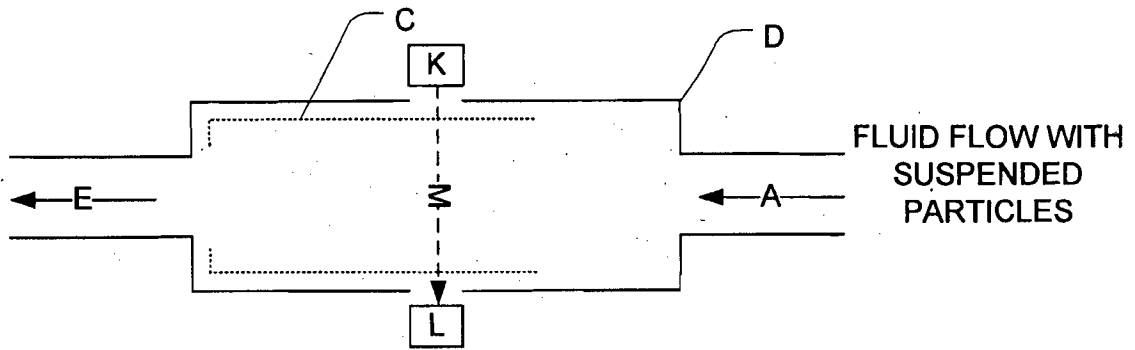 C
K
D
FLUID FLOW WITH
SUSPENDED
PARTICLES
M
E
A
L